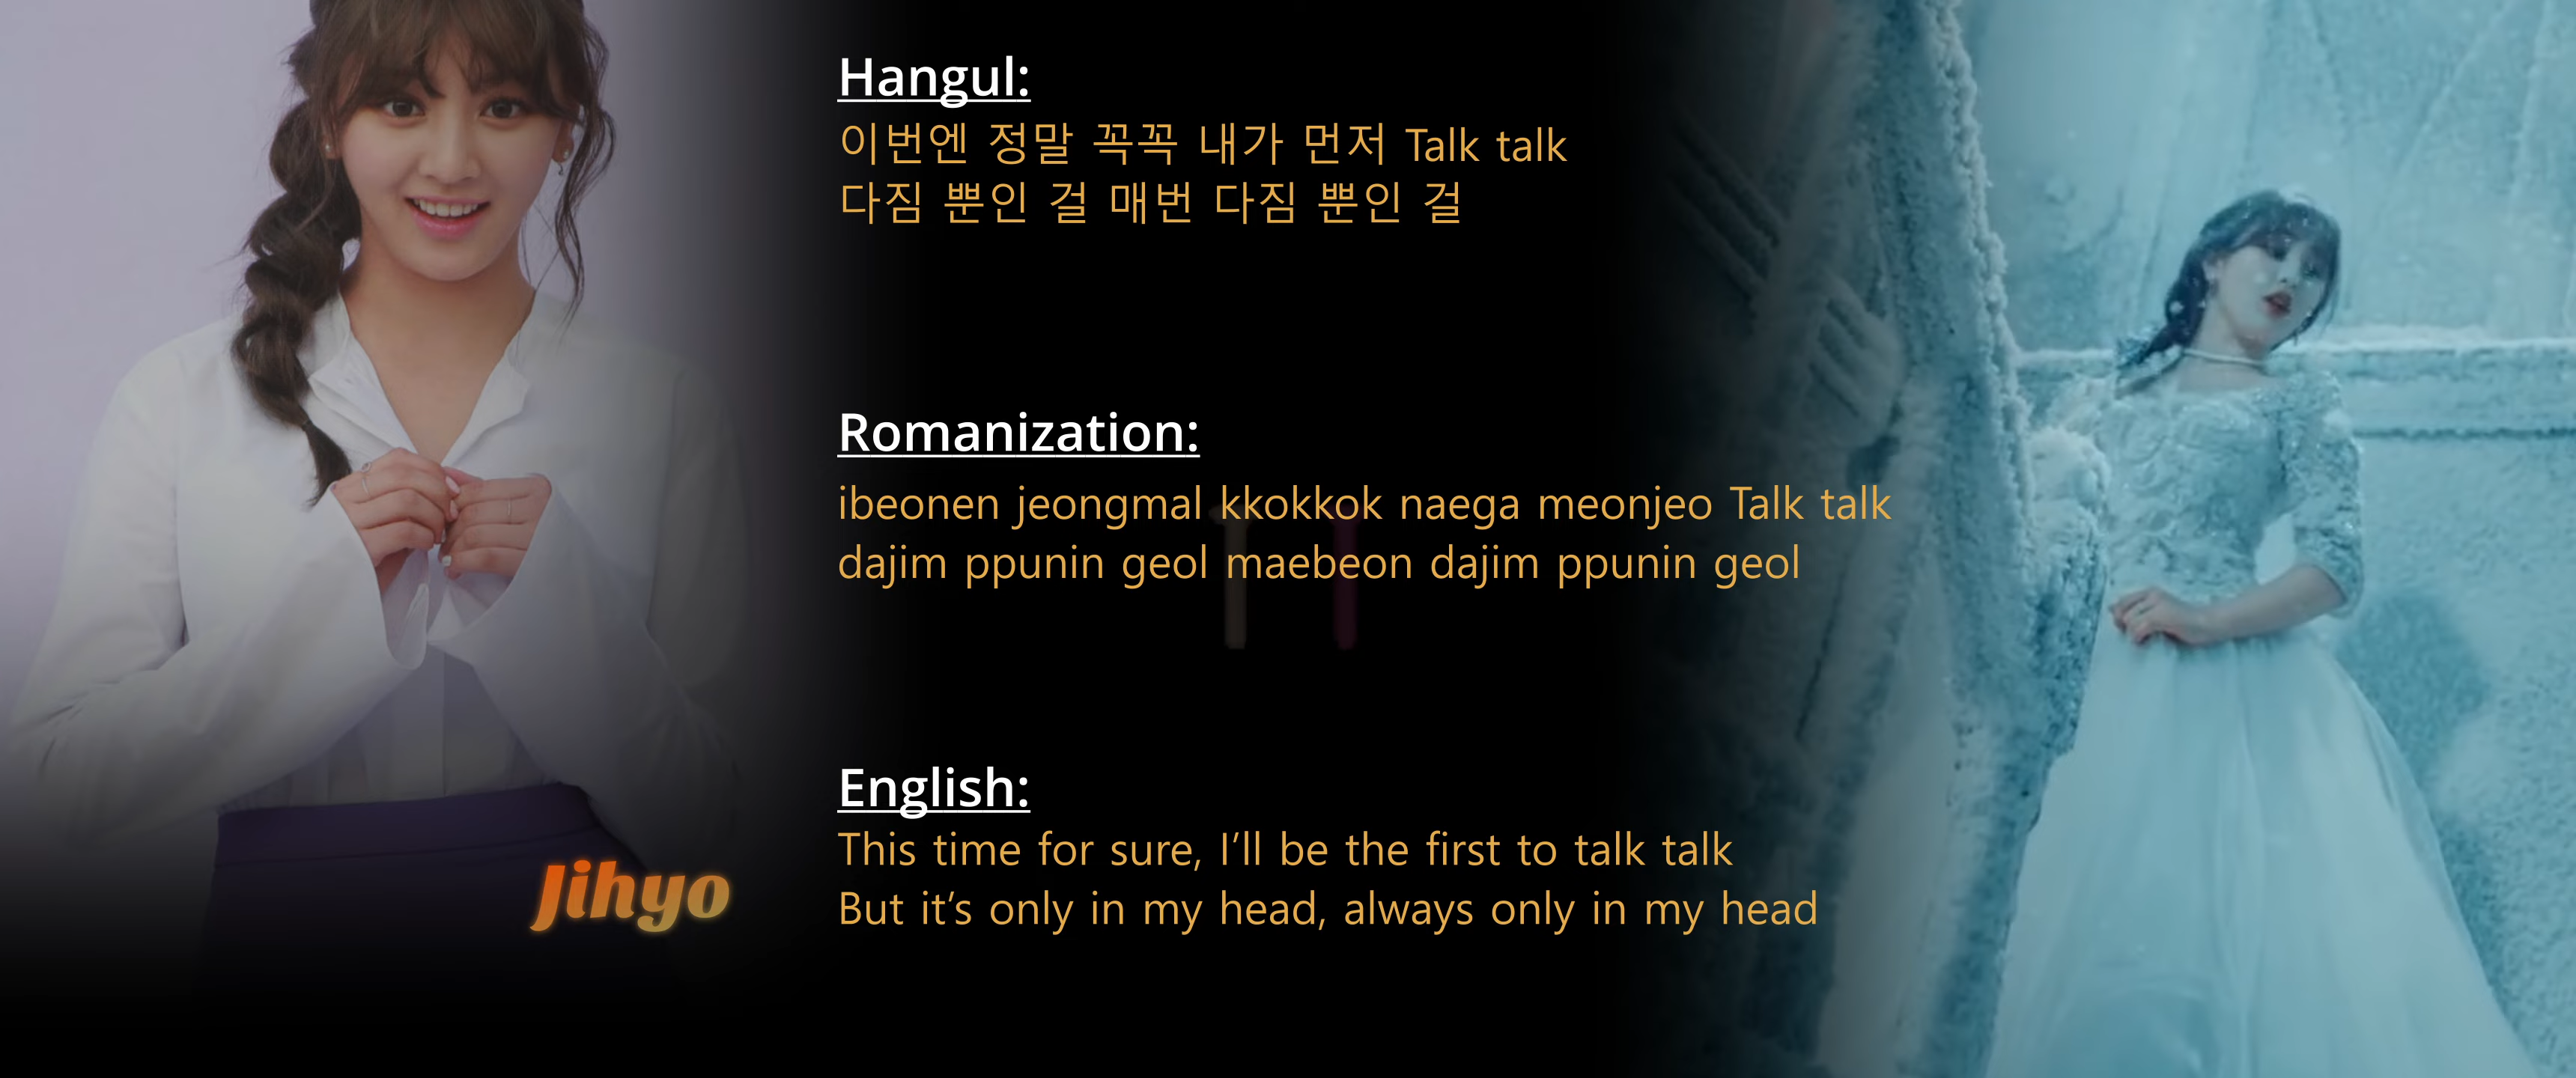 Hangul:
이번엔 정말 꼭꼭 내가 먼저 Talk talk
다짐 뿐인 걸 매번 다짐 뿐인 걸
Romanization:
ibeonen jeongmal kkokkok naega meonjeo Talk talk
dajim ppunin geol maebeon dajim ppunin geol
English:
This time for sure, I’ll be the first to talk talk
But it’s only in my head, always only in my head
Jihyo